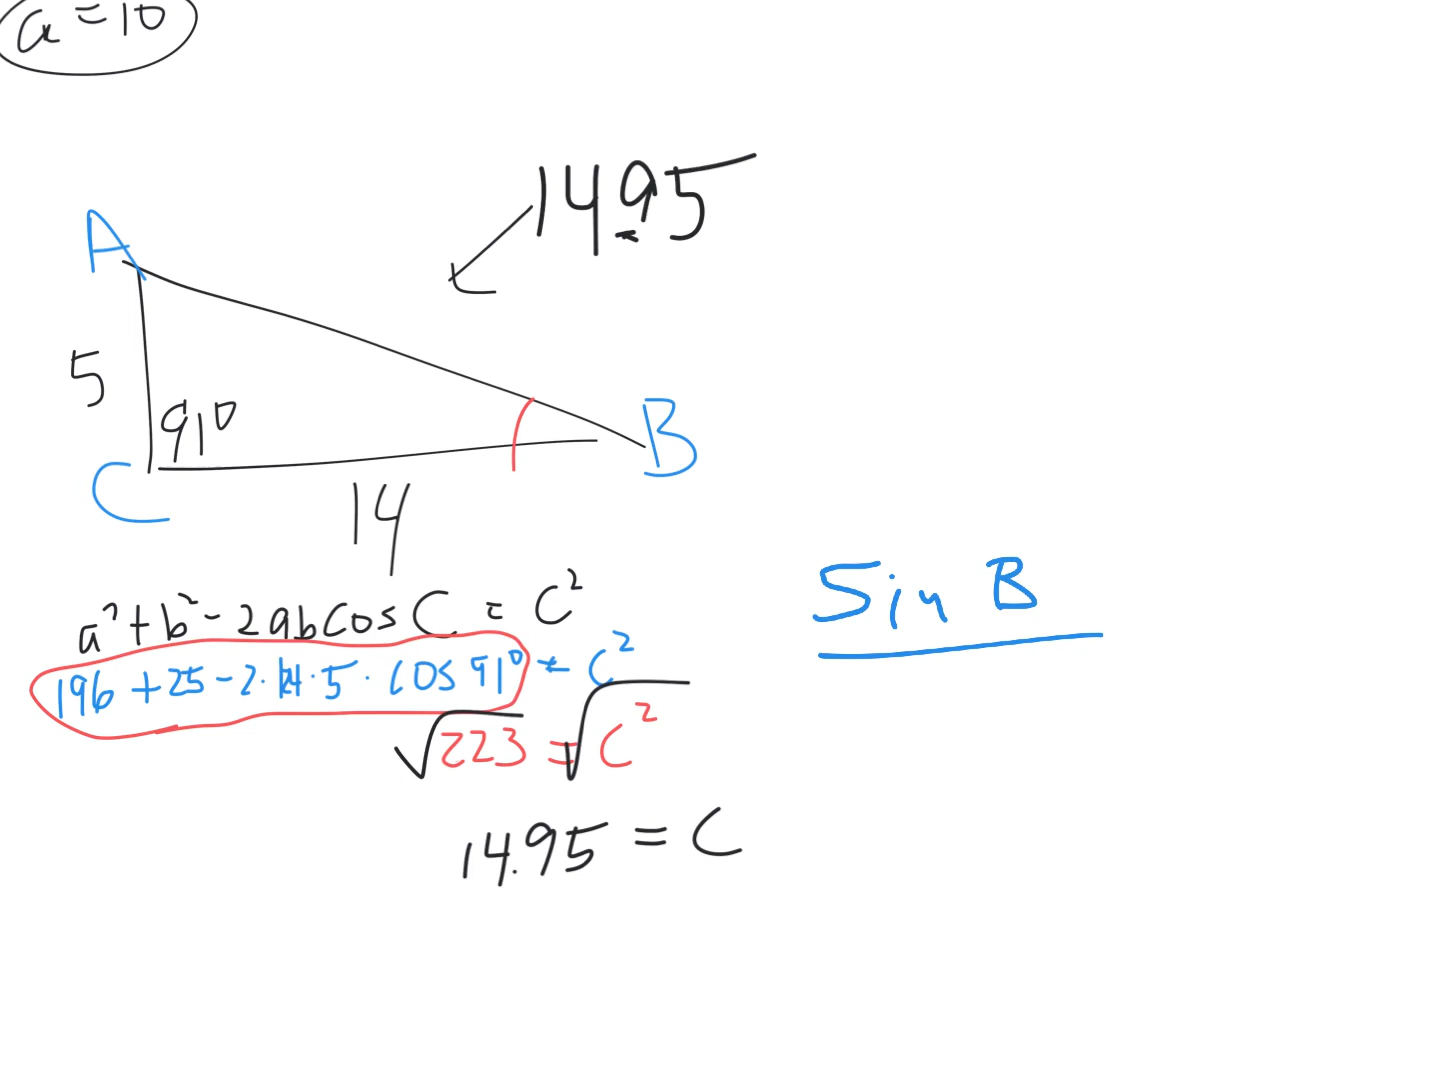 a = 10
14.95
A
5
91°
B
C
14
a² + b² - 2ab cos C = C²
Sin B
196 + 25 - 2 · 14 · 5 · cos 91° = C²
√223 = √C²
14.95 = C